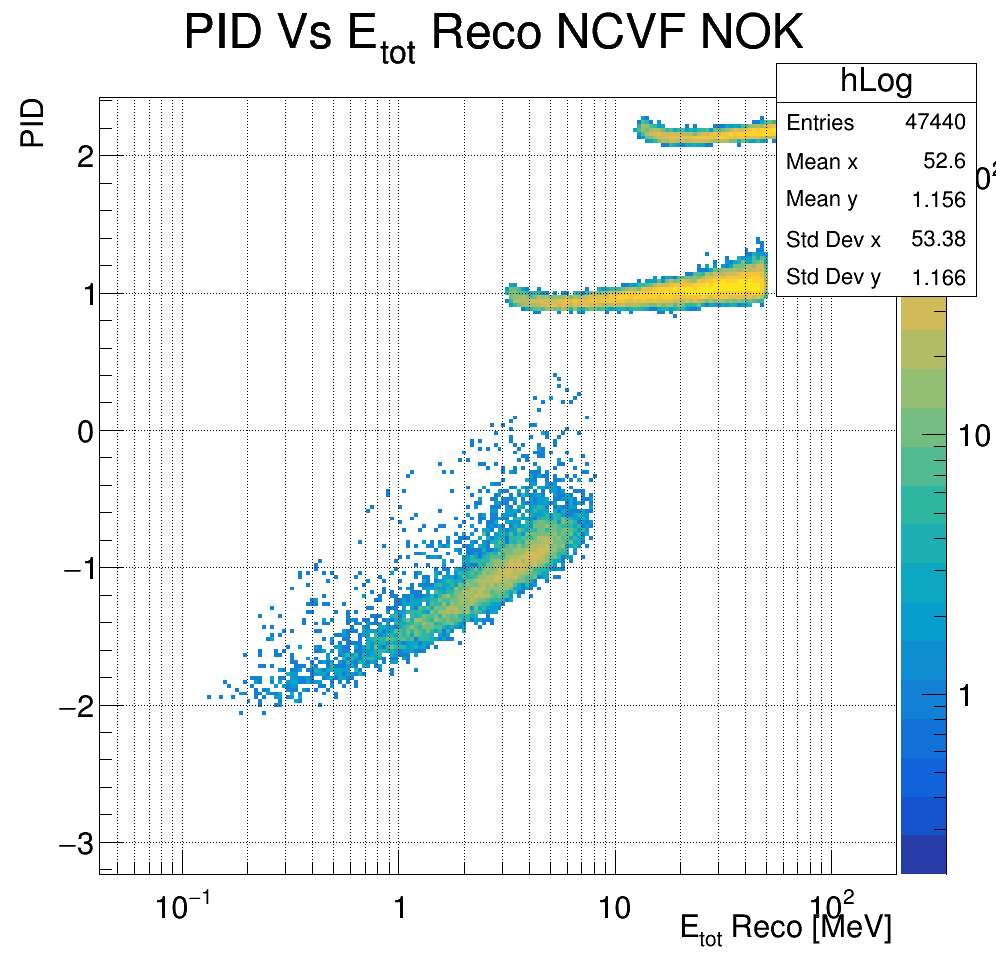 PID Vs E_tot Reco NCVF NOK
PID
hLog
Entries 47440
Mean x 52.6
Mean y 1.156
Std Dev x 53.38
Std Dev y 1.166
2
1
0
−1
−2
−3
10
1
10⁻¹
1
10
10²
E_tot Reco [MeV]